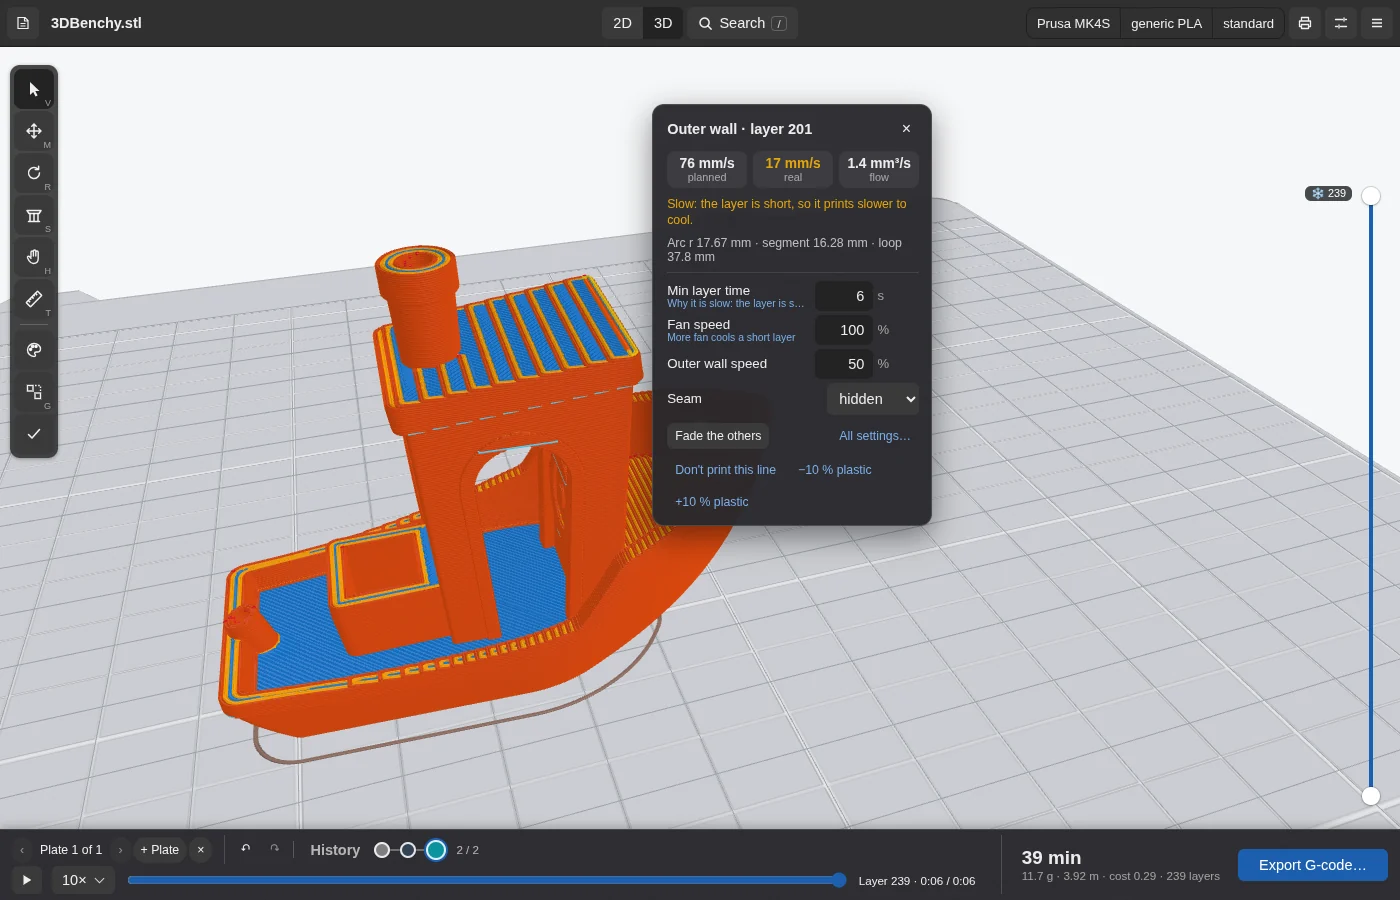 3DBenchy.stl
2D 3D Search /
Prusa MK4S generic PLA standard
V
M
R
S
H
T
G
Outer wall · layer 201 ×
76 mm/s 17 mm/s 1.4 mm³/s
planned real flow
Slow: the layer is short, so it prints slower to
cool.
Arc r 17.67 mm · segment 16.28 mm · loop
37.8 mm
Min layer time 6 s
Why it is slow: the layer is s…
Fan speed 100 %
More fan cools a short layer
Outer wall speed 50 %
Seam hidden
Fade the others All settings…
Don't print this line −10 % plastic
+10 % plastic
❄️ 239
‹ Plate 1 of 1 › + Plate × History 2 / 2
10× Layer 239 · 0:06 / 0:06
39 min
11.7 g · 3.92 m · cost 0.29 · 239 layers
Export G-code…